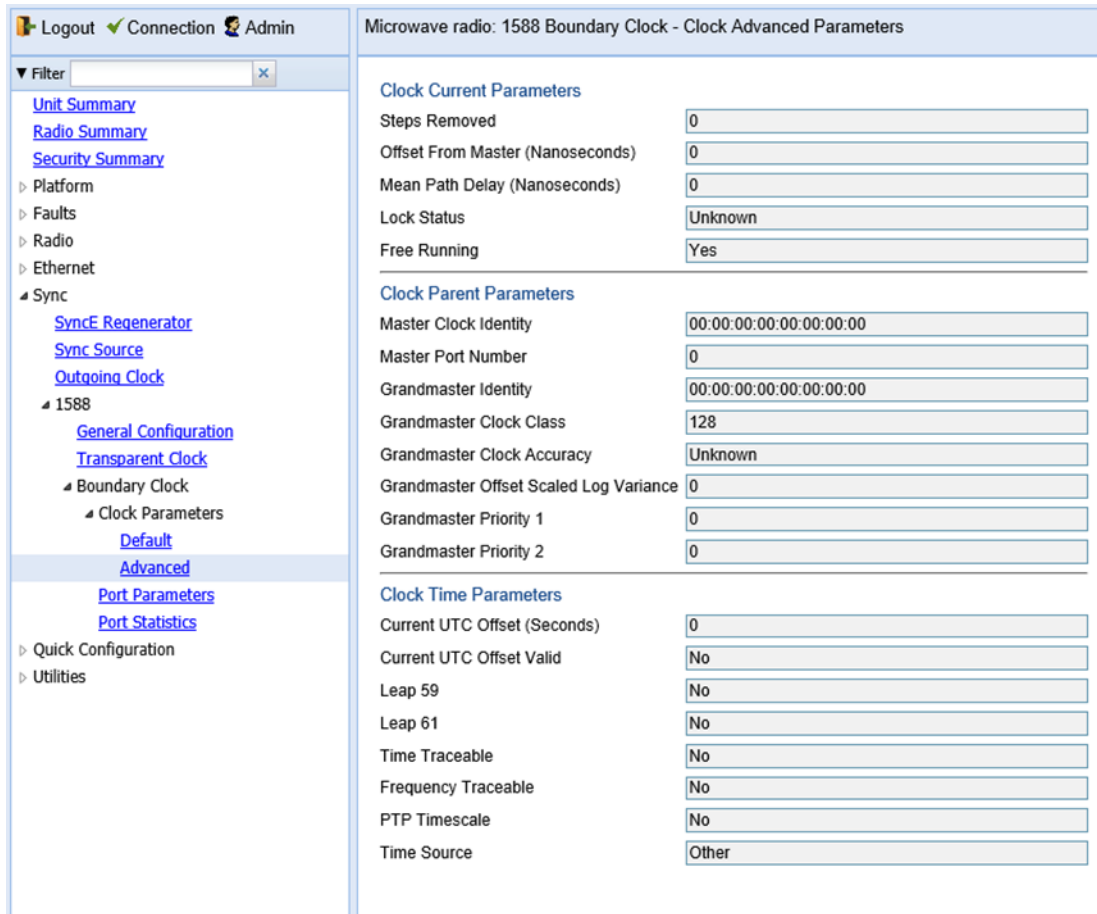 Logout Connection Admin
Filter
Unit Summary
Radio Summary
Security Summary
Platform
Faults
Radio
Ethernet
Sync
SyncE Regenerator
Sync Source
Outgoing Clock
1588
General Configuration
Transparent Clock
Boundary Clock
Clock Parameters
Default
Advanced
Port Parameters
Port Statistics
Quick Configuration
Utilities
Microwave radio: 1588 Boundary Clock - Clock Advanced Parameters
Clock Current Parameters
Steps Removed 0
Offset From Master (Nanoseconds) 0
Mean Path Delay (Nanoseconds) 0
Lock Status Unknown
Free Running Yes
Clock Parent Parameters
Master Clock Identity 00:00:00:00:00:00:00:00
Master Port Number 0
Grandmaster Identity 00:00:00:00:00:00:00:00
Grandmaster Clock Class 128
Grandmaster Clock Accuracy Unknown
Grandmaster Offset Scaled Log Variance 0
Grandmaster Priority 1 0
Grandmaster Priority 2 0
Clock Time Parameters
Current UTC Offset (Seconds) 0
Current UTC Offset Valid No
Leap 59 No
Leap 61 No
Time Traceable No
Frequency Traceable No
PTP Timescale No
Time Source Other